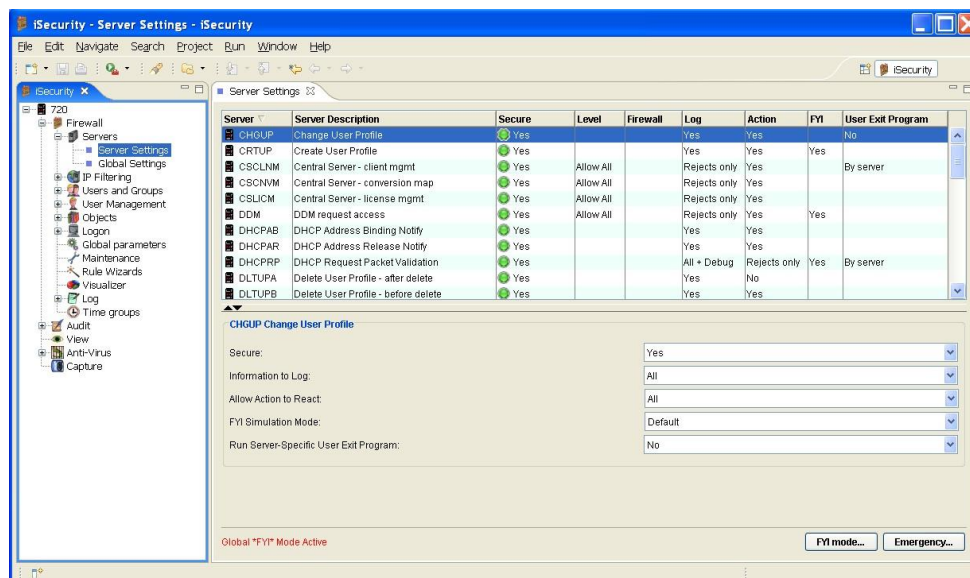 iSecurity - Server Settings - iSecurity
File Edit Navigate Search Project Run Window Help
iSecurity
iSecurity
720
Firewall
Servers
Server Settings
Global Settings
IP Filtering
Users and Groups
User Management
Objects
Logon
Global parameters
Maintenance
Rule Wizards
Visualizer
Log
Time groups
Audit
View
Anti-Virus
Capture
Server Settings
Server Server Description Secure Level Firewall Log Action FYI User Exit Program
CHGUP Change User Profile Yes Yes Yes No
CRTUP Create User Profile Yes Yes Yes Yes
CSCLNM Central Server - client mgmt Yes Allow All Rejects only Yes By server
CSCNVM Central Server - conversion map Yes Allow All Rejects only Yes
CSLICM Central Server - license mgmt Yes Allow All Rejects only Yes
DDM DDM request access Yes Allow All Rejects only Yes Yes
DHCPAB DHCP Address Binding Notify Yes Yes Yes
DHCPAR DHCP Address Release Notify Yes Yes Yes
DHCPRP DHCP Request Packet Validation Yes All + Debug Rejects only Yes By server
DLTUPA Delete User Profile - after delete Yes Yes No
DLTUPB Delete User Profile - before delete Yes Yes Yes
CHGUP Change User Profile
Secure: Yes
Information to Log: All
Allow Action to React: All
FYI Simulation Mode: Default
Run Server-Specific User Exit Program: No
Global *FYI* Mode Active FYI mode... Emergency...